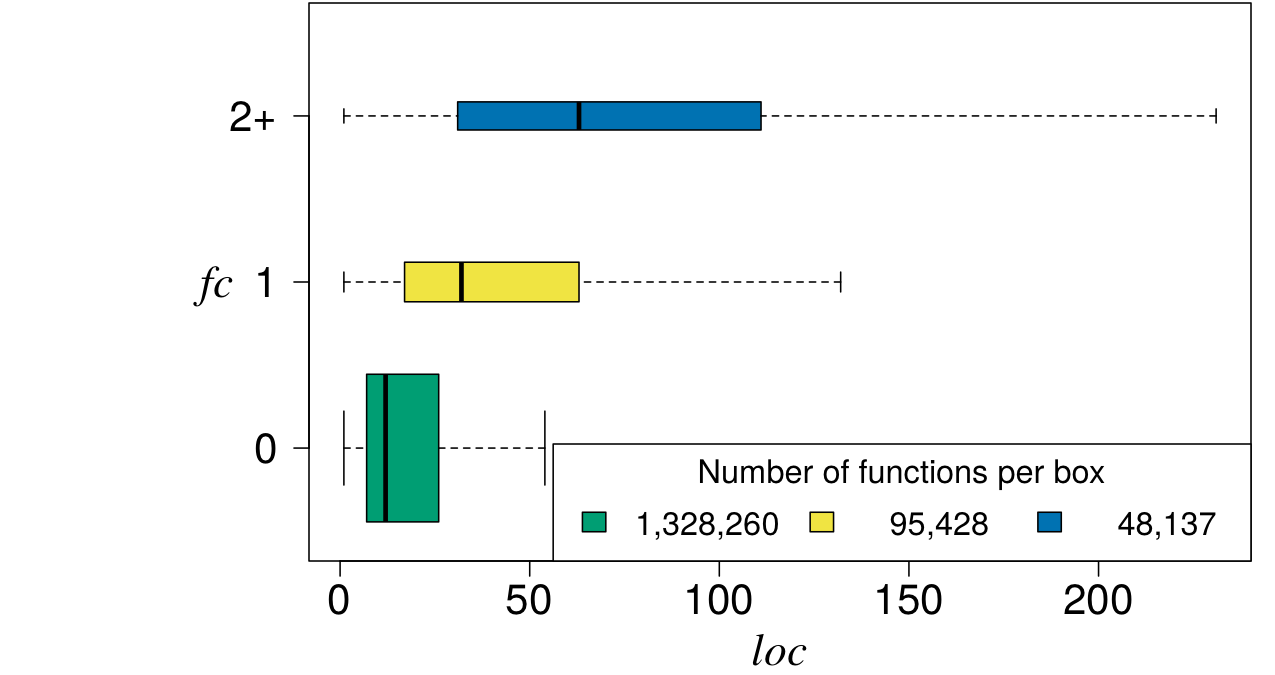 2+
fc 1
0
Number of functions per box
1,328,260 95,428 48,137
0 50 100 150 200
loc